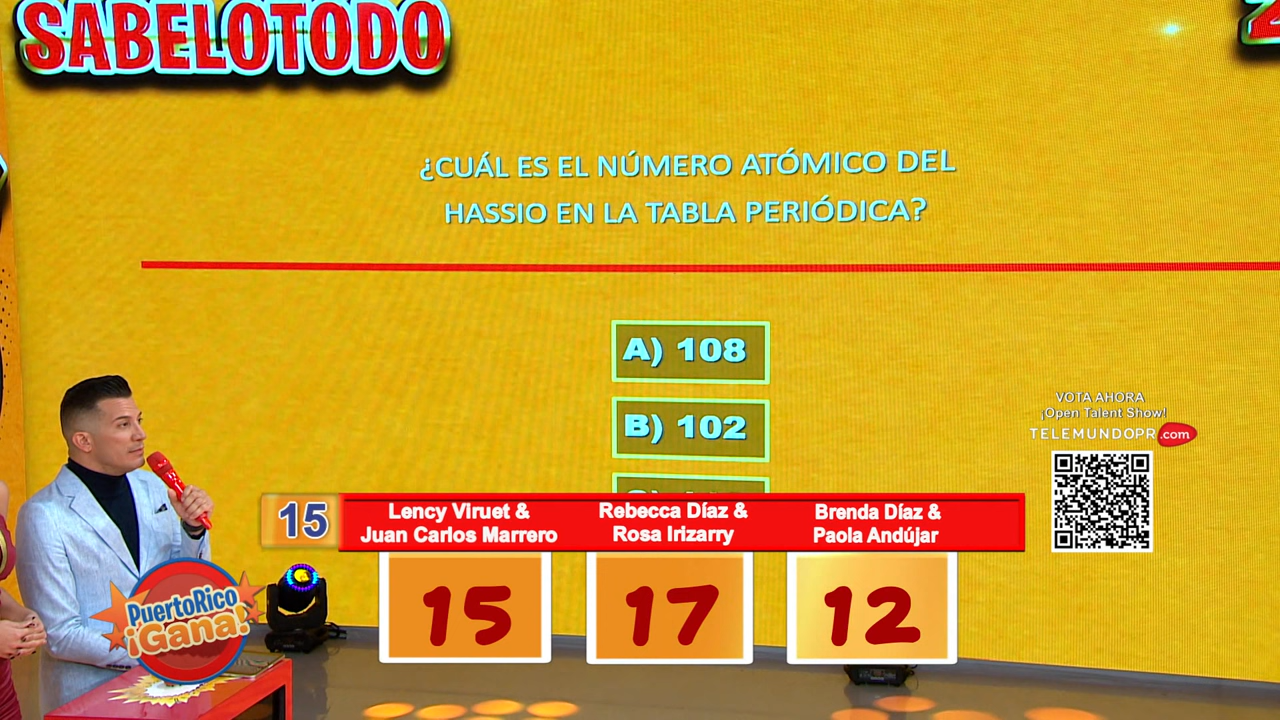 SABELOTODO
¿CUÁL ES EL NÚMERO ATÓMICO DEL
HASSIO EN LA TABLA PERIÓDICA?
A) 108
B) 102
VOTA AHORA
¡Open Talent Show!
TELEMUNDOPR.com
15
Lency Viruet &
Juan Carlos Marrero
Rebecca Díaz &
Rosa Irizarry
Brenda Díaz &
Paola Andújar
15
17
12
PuertoRico
¡Gana!